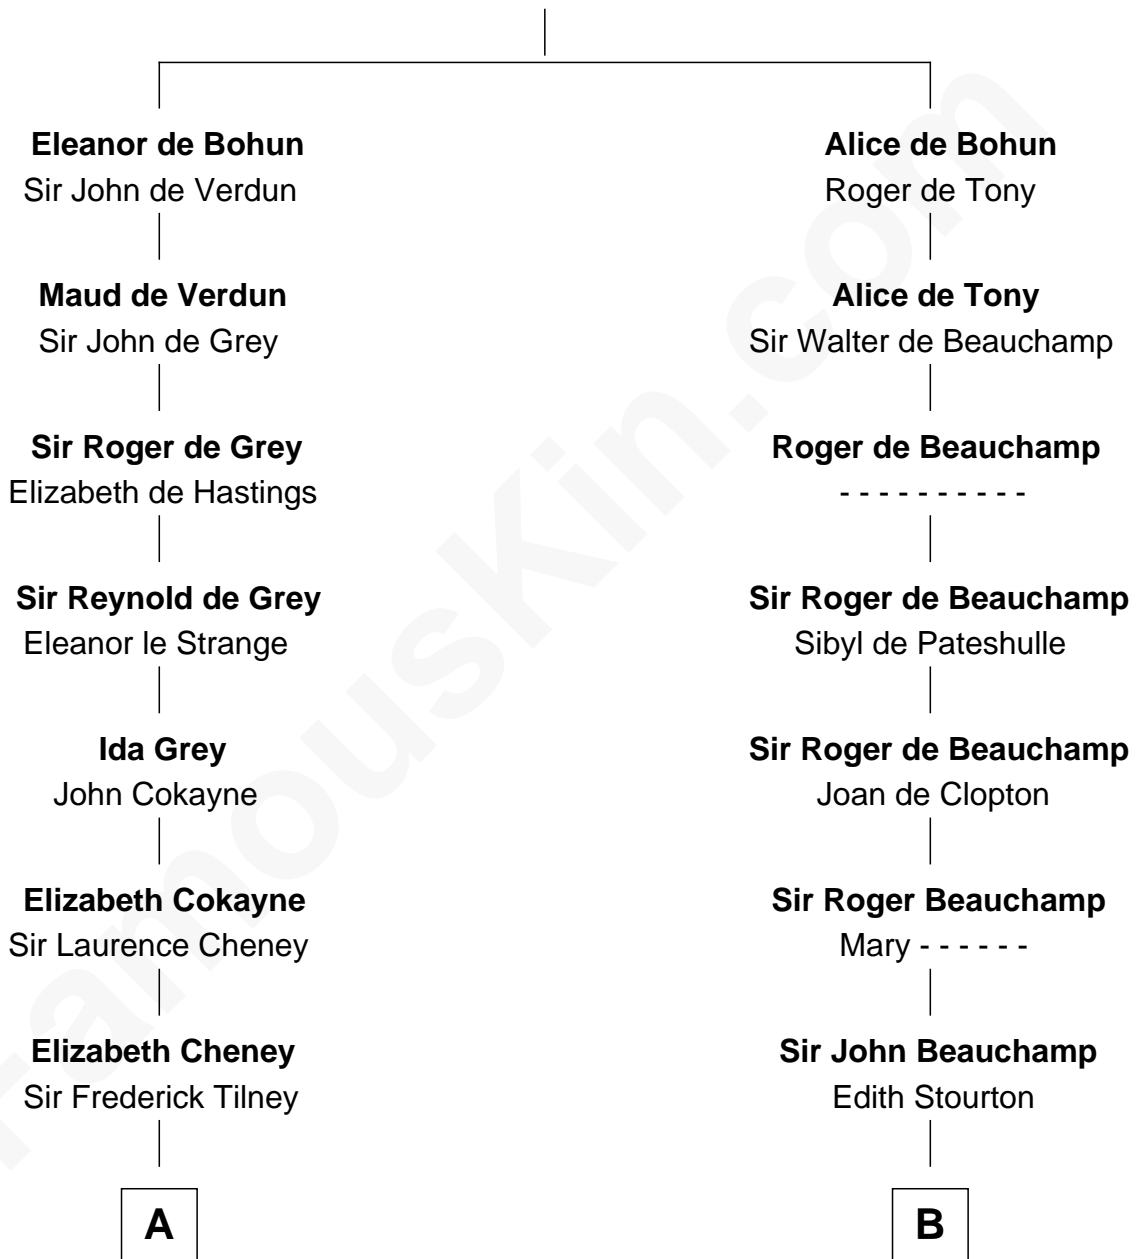 Eleanor de Bohun
Sir John de Verdun
Maud de Verdun
Sir John de Grey
Sir Roger de Grey
Elizabeth de Hastings
Sir Reynold de Grey
Eleanor le Strange
Ida Grey
John Cokayne
Elizabeth Cokayne
Sir Laurence Cheney
Elizabeth Cheney
Sir Frederick Tilney
A
Alice de Bohun
Roger de Tony
Alice de Tony
Sir Walter de Beauchamp
Roger de Beauchamp
- - - - - - - - - -
Sir Roger de Beauchamp
Sibyl de Pateshulle
Sir Roger de Beauchamp
Joan de Clopton
Sir Roger Beauchamp
Mary - - - - - -
Sir John Beauchamp
Edith Stourton
B
FamousKin.com